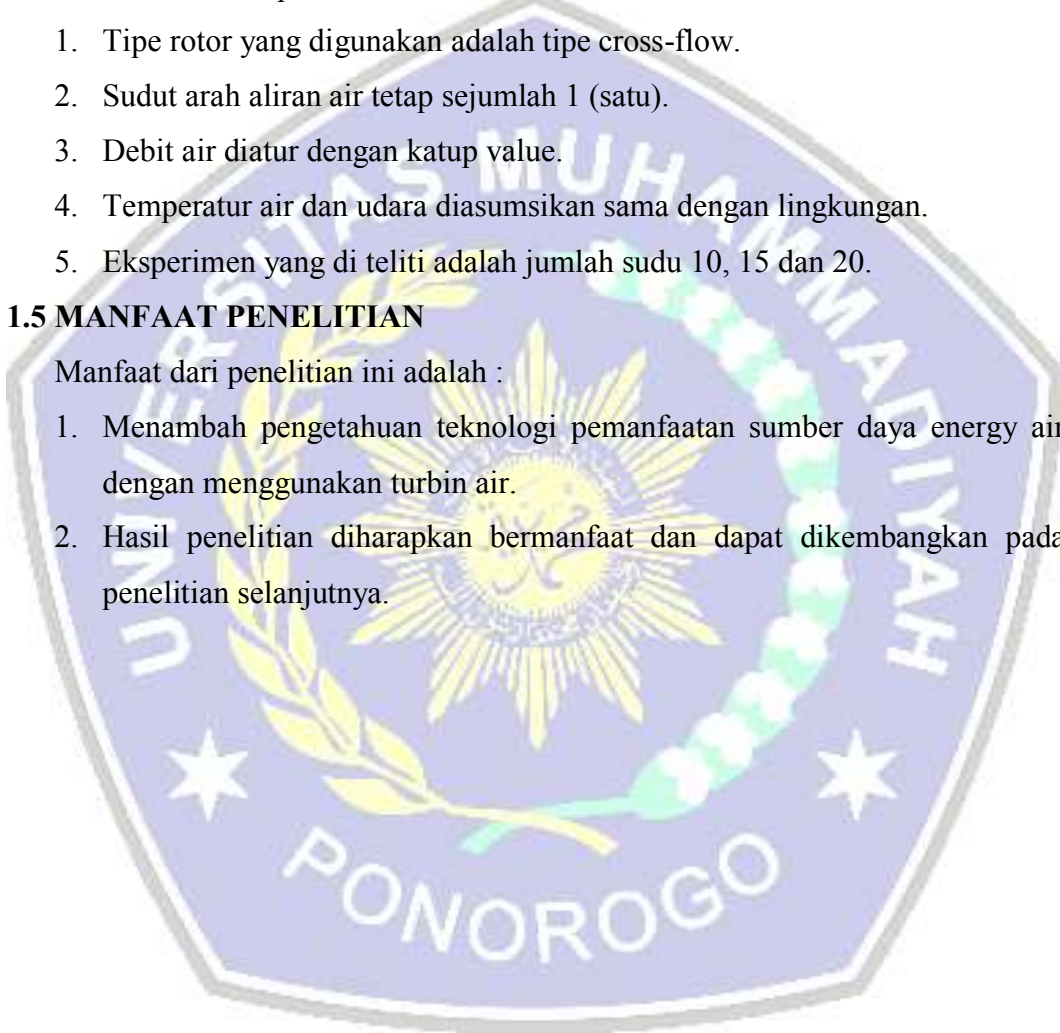 1. Tipe rotor yang digunakan adalah tipe cross-flow.
2. Sudut arah aliran air tetap sejumlah 1 (satu).
3. Debit air diatur dengan katup value.
4. Temperatur air dan udara diasumsikan sama dengan lingkungan.
5. Eksperimen yang di teliti adalah jumlah sudu 10, 15 dan 20.
1.5 MANFAAT PENELITIAN
Manfaat dari penelitian ini adalah :
1. Menambah pengetahuan teknologi pemanfaatan sumber daya energy air
dengan menggunakan turbin air.
2. Hasil penelitian diharapkan bermanfaat dan dapat dikembangkan pada
penelitian selanjutnya.
UNIVERSITAS MUHAMMADIYAH
PONOROGO